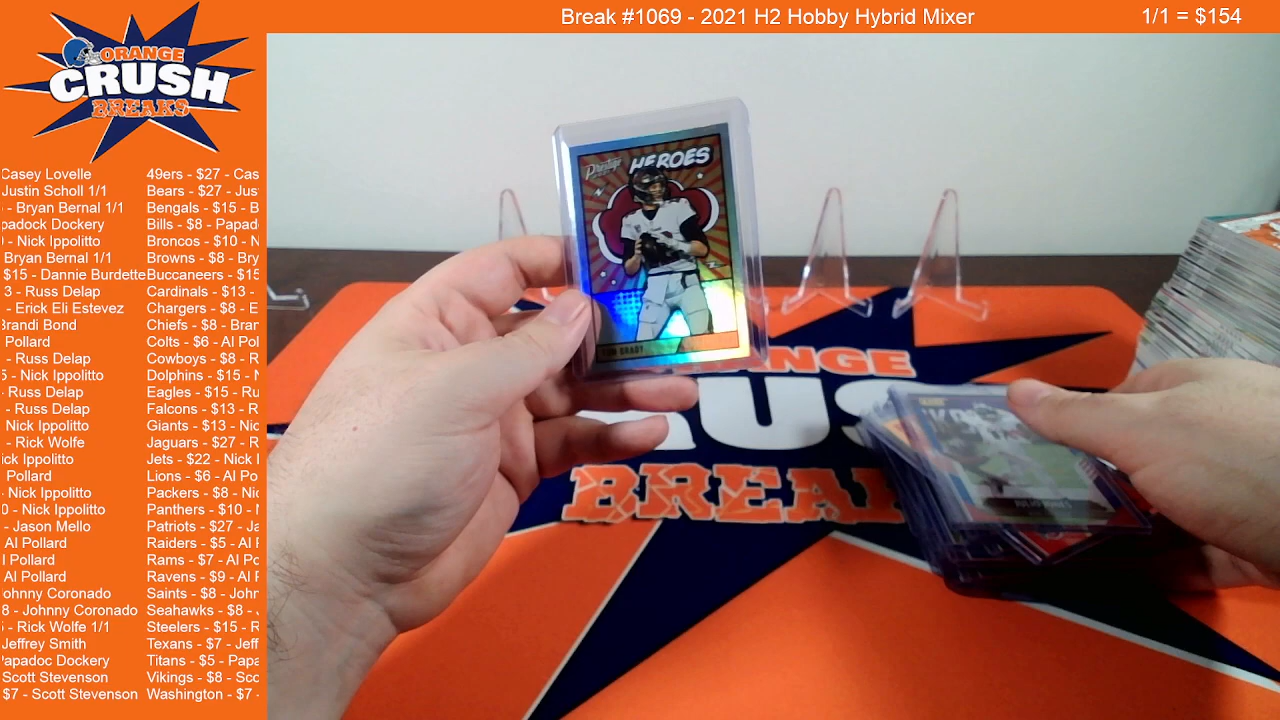 Break #1069 - 2021 H2 Hobby Hybrid Mixer
1/1 = $154
ORANGE
CRUSH
BREAKS
Casey Lovelle
Justin Scholl 1/1
- Bryan Bernal 1/1
papadock Dockery
- Nick Ippolitto
Bryan Bernal 1/1
$15 - Dannie Burdette
3 - Russ Delap
- Erick Eli Estevez
Brandi Bond
Pollard
- Russ Delap
5 - Nick Ippolitto
Russ Delap
- Russ Delap
Nick Ippolitto
- Rick Wolfe
ick Ippolitto
Pollard
- Nick Ippolitto
0 - Nick Ippolitto
- Jason Mello
Al Pollard
l Pollard
Al Pollard
ohnny Coronado
8 - Johnny Coronado
- Rick Wolfe 1/1
Jeffrey Smith
Papadoc Dockery
Scott Stevenson
$7 - Scott Stevenson
49ers - $27 - Cas
Bears - $27 - Jus
Bengals - $15 - B
Bills - $8 - Papad
Broncos - $10 - N
Browns - $8 - Bry
Buccaneers - $15
Cardinals - $13 -
Chargers - $8 - E
Chiefs - $8 - Bran
Colts - $6 - Al Pol
Cowboys - $8 - R
Dolphins - $15 - N
Eagles - $15 - Ru
Falcons - $13 - R
Giants - $13 - Nic
Jaguars - $27 - R
Jets - $22 - Nick I
Lions - $6 - Al Po
Packers - $8 - Nic
Panthers - $10 - N
Patriots - $27 - Ja
Raiders - $5 - Al F
Rams - $7 - Al Po
Ravens - $9 - Al F
Saints - $8 - John
Seahawks - $8 - J
Steelers - $15 - R
Texans - $7 - Jeff
Titans - $5 - Papa
Vikings - $8 - Sco
Washington - $7 -
Prestige
HEROES
TOM BRADY
NGE
RUS
BREA